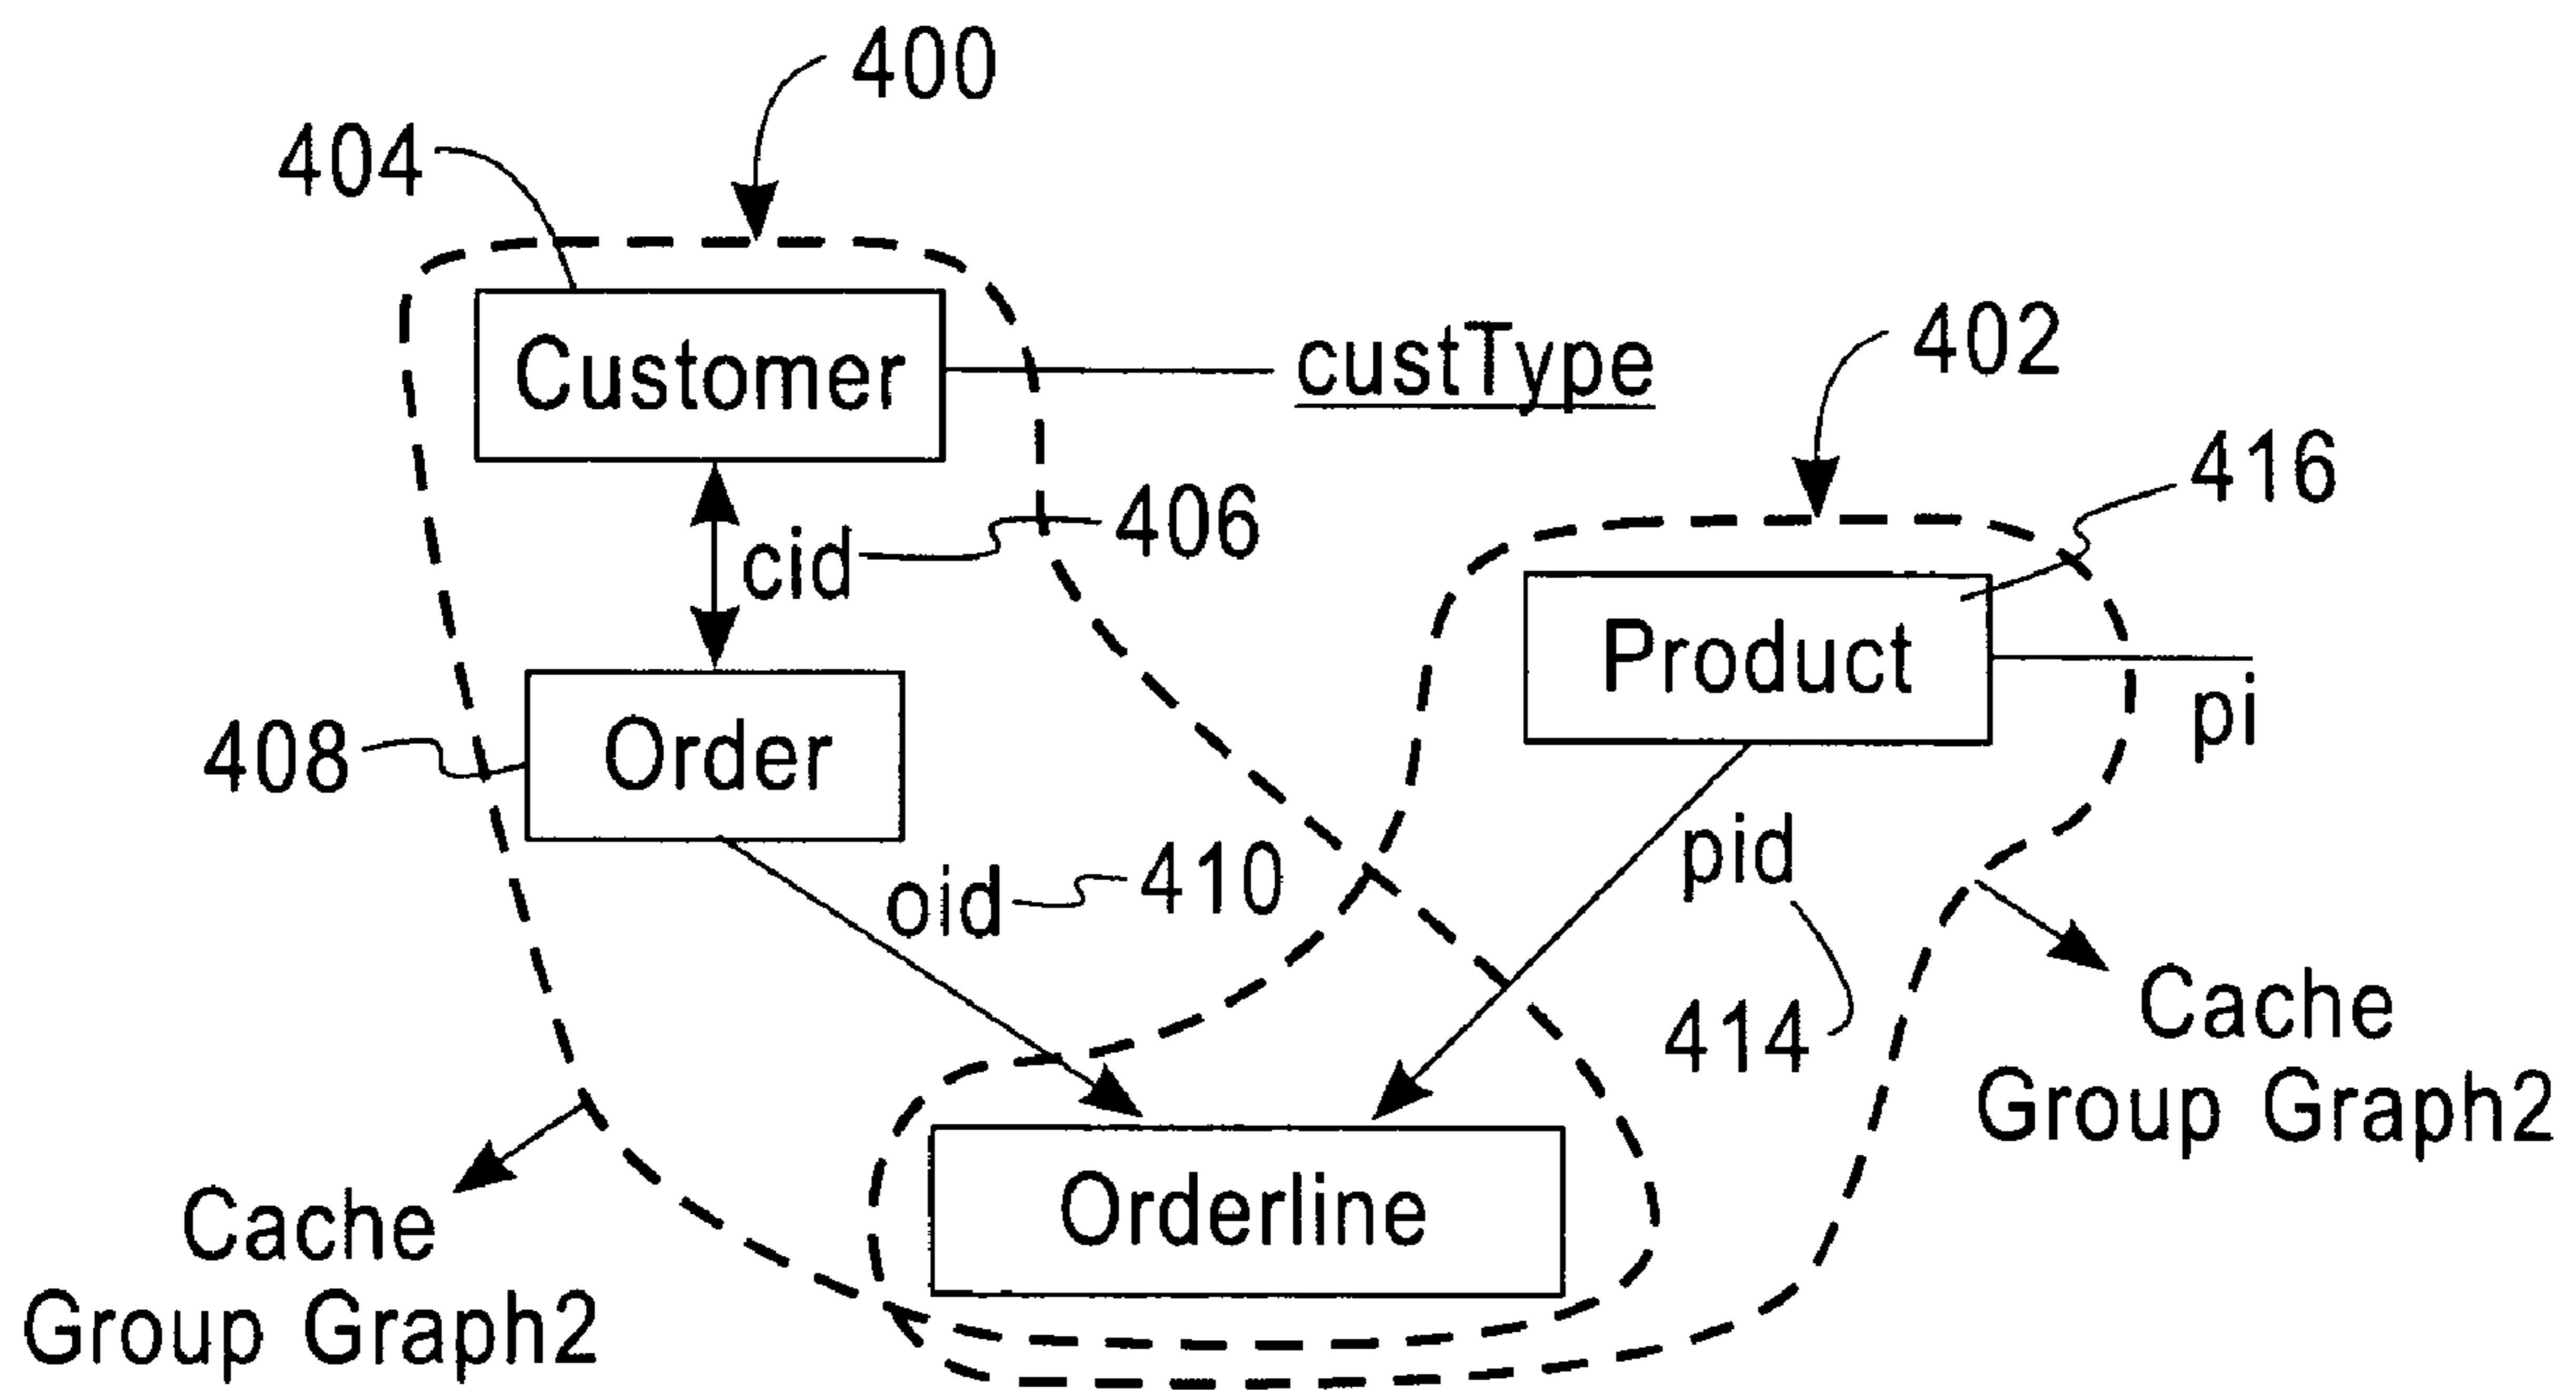 400
404
Customer
custType
402
416
cid
406
Product
pi
408
Order
oid
410
pid
414
Cache
Group Graph2
Orderline
Cache
Group Graph2